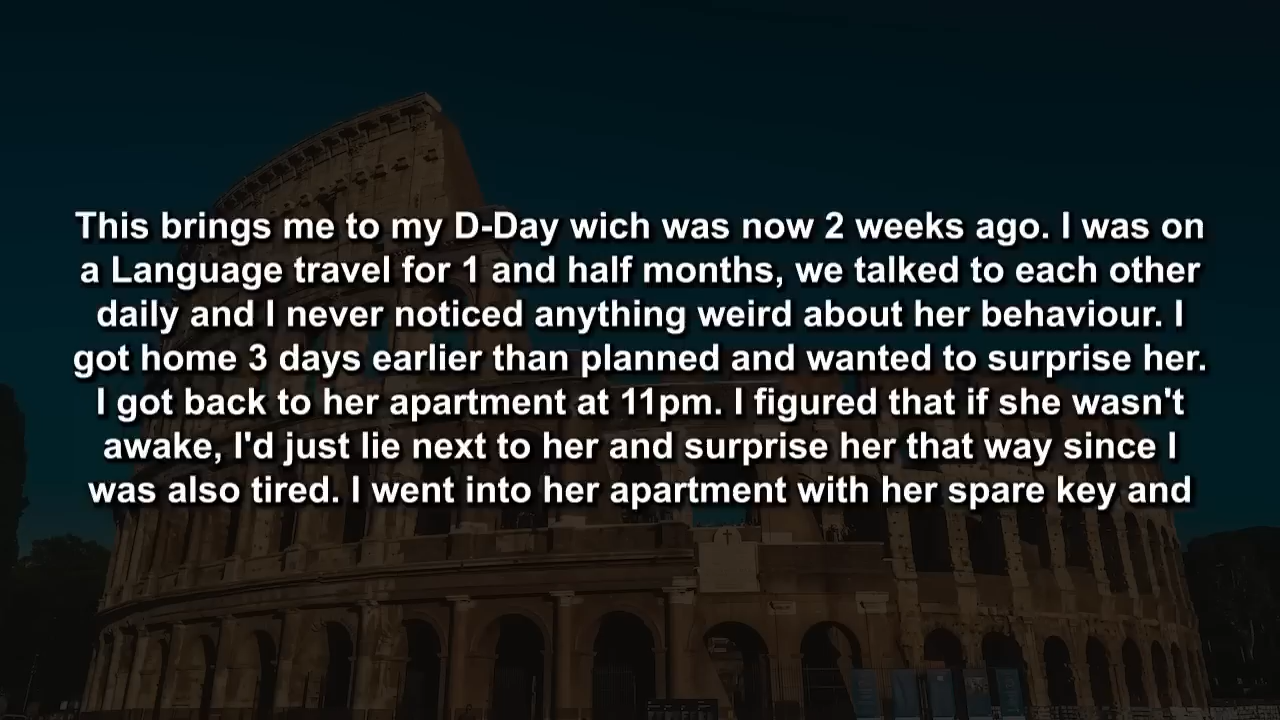 This brings me to my D-Day wich was now 2 weeks ago. I was on
a Language travel for 1 and half months, we talked to each other
daily and I never noticed anything weird about her behaviour. I
got home 3 days earlier than planned and wanted to surprise her.
I got back to her apartment at 11pm. I figured that if she wasn't
awake, I'd just lie next to her and surprise her that way since I
was also tired. I went into her apartment with her spare key and